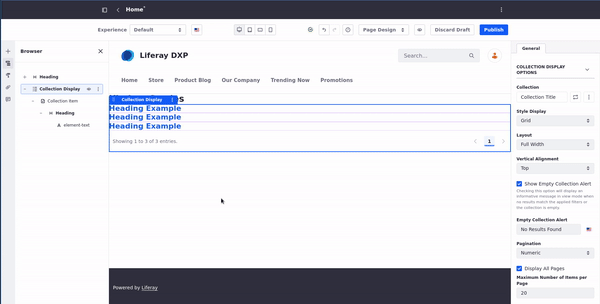 Home*
Experience Default Page Design Discard Draft Publish
Browser
Heading
Collection Display
Collection Item
Heading
element-text
Liferay DXP
Search...
Home Store Product Blog Our Company Trending Now Promotions
Collection Display
Heading Example
Heading Example
Heading Example
Showing 1 to 3 of 3 entries.
1
Powered by Liferay
General
COLLECTION DISPLAY OPTIONS
Collection
Collection Title
Style Display
Grid
Layout
Full Width
Vertical Alignment
Top
Show Empty Collection Alert
Checking this option will display an informative message in view mode when no results match the applied filters or the collection is empty.
Empty Collection Alert
No Results Found
Pagination
Numeric
Display All Pages
Maximum Number of Items per Page
20